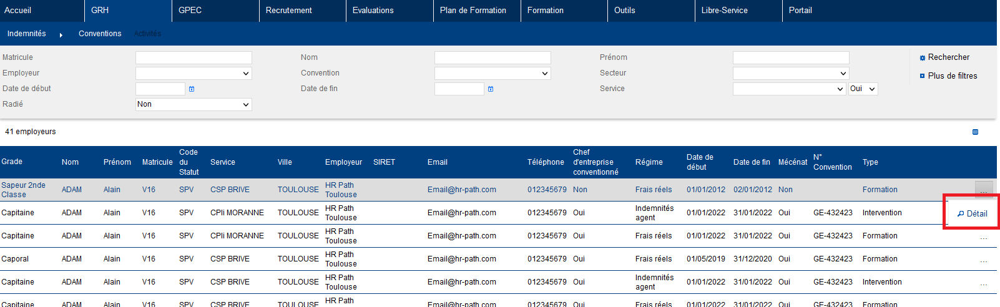 Accueil GRH GPEC Recrutement Evaluations Plan de Formation Formation Outils Libre-Service Portail
Indemnités Conventions Activités
Matricule Nom Prénom Rechercher
Employeur Convention Secteur
Plus de filtres
Date de début Date de fin Service Oui
Radié Non
41 employeurs
Grade Nom Prénom Matricule Code du Statut Service Ville Employeur SIRET Email Téléphone Chef d'entreprise conventionné Régime Date de début Date de fin Mécénat N° Convention Type
Sapeur 2nde Classe ADAM Alain V16 SPV CSP BRIVE TOULOUSE HR Path Toulouse Email@hr-path.com 012345679 Non Frais réels 01/01/2012 02/01/2012 Non Formation ...
Capitaine ADAM Alain V16 SPV CPIi MORANNE TOULOUSE HR Path Toulouse Email@hr-path.com 012345679 Oui Indemnités agent 01/01/2022 31/01/2022 Oui GE-432423 Intervention Détail
Capitaine ADAM Alain V16 SPV CPIi MORANNE TOULOUSE HR Path Toulouse Email@hr-path.com 012345679 Oui Frais réels 01/01/2022 31/01/2022 Oui GE-432423 Formation ...
Caporal ADAM Alain V16 SPV CSP BRIVE TOULOUSE HR Path Toulouse Email@hr-path.com 012345679 Oui Frais réels 01/05/2019 31/12/2020 Oui GE-432423 Formation ...
Capitaine ADAM Alain V16 SPV CSP BRIVE TOULOUSE HR Path Toulouse Email@hr-path.com 012345679 Oui Indemnités agent 01/01/2022 31/01/2022 Oui GE-432423 Intervention ...
Capitaine ADAM Alain V16 SPV CSP BRIVE TOULOUSE HR Path Email@hr-path.com 012345679 Oui Frais réels 01/01/2022 31/01/2022 Oui GE-432423 Formation